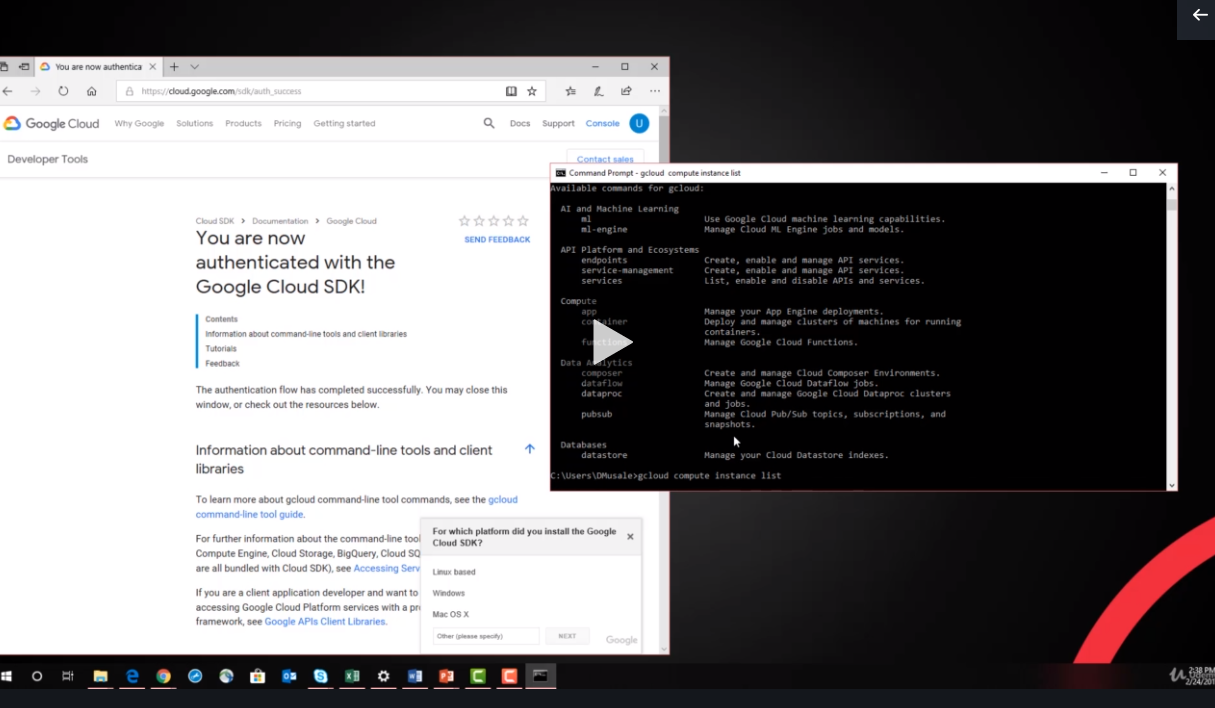 You are now authentica
https://cloud.google.com/sdk/auth_success
Google Cloud Why Google Solutions Products Pricing Getting started Docs Support Console U
Developer Tools
Contact sales
Cloud SDK > Documentation > Google Cloud
SEND FEEDBACK
You are now
authenticated with the
Google Cloud SDK!
Contents
Information about command-line tools and client libraries
Tutorials
Feedback
The authentication flow has completed successfully. You may close this
window, or check out the resources below.
Information about command-line tools and client
libraries
To learn more about gcloud command-line tool commands, see the gcloud
command-line tool guide.
For further information about the command-line tool
Compute Engine, Cloud Storage, BigQuery, Cloud SQ
are all bundled with Cloud SDK), see Accessing Serv
If you are a client application developer and want to
accessing Google Cloud Platform services with a pr
framework, see Google APIs Client Libraries.
For which platform did you install the Google
Cloud SDK?
Linux based
Windows
Mac OS X
Other (please specify) NEXT
Google
Command Prompt - gcloud compute instance list
Available commands for gcloud:
AI and Machine Learning
ml Use Google Cloud machine learning capabilities.
ml-engine Manage Cloud ML Engine jobs and models.
API Platform and Ecosystems
endpoints Create, enable and manage API services.
service-management Create, enable and manage API services.
services List, enable and disable APIs and services.
Compute
app Manage your App Engine deployments.
container Deploy and manage clusters of machines for running
containers.
functions Manage Google Cloud Functions.
Data Analytics
composer Create and manage Cloud Composer Environments.
dataflow Manage Google Cloud Dataflow jobs.
dataproc Create and manage Google Cloud Dataproc clusters
and jobs.
pubsub Manage Cloud Pub/Sub topics, subscriptions, and
snapshots.
Databases
datastore Manage your Cloud Datastore indexes.
C:\Users\DMusale>gcloud compute instance list
2:38 PM